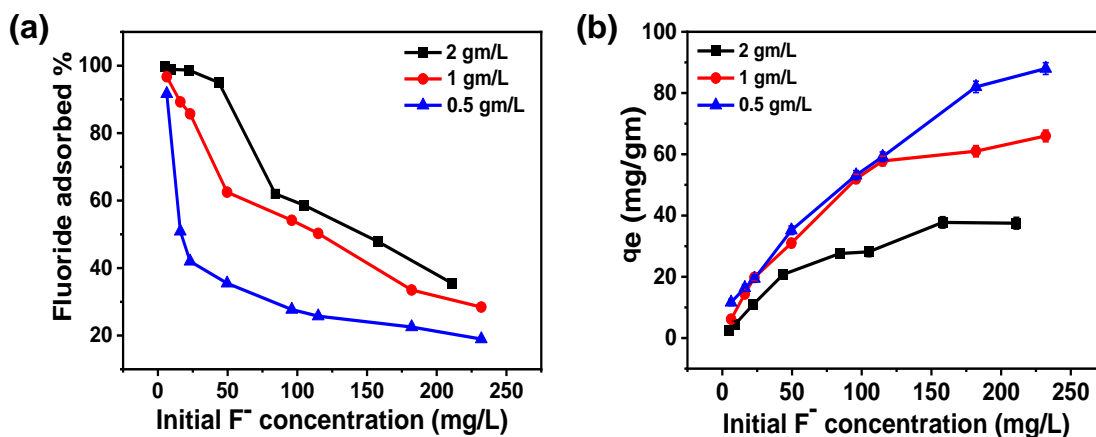 (a)
Fluoride adsorbed %
100
80
60
40
20
0
50
100
150
200
250
Initial F⁻ concentration (mg/L)
2 gm/L
1 gm/L
0.5 gm/L
(b)
qe (mg/gm)
100
80
60
40
20
0
0
50
100
150
200
250
Initial F⁻ concentration (mg/L)
2 gm/L
1 gm/L
0.5 gm/L